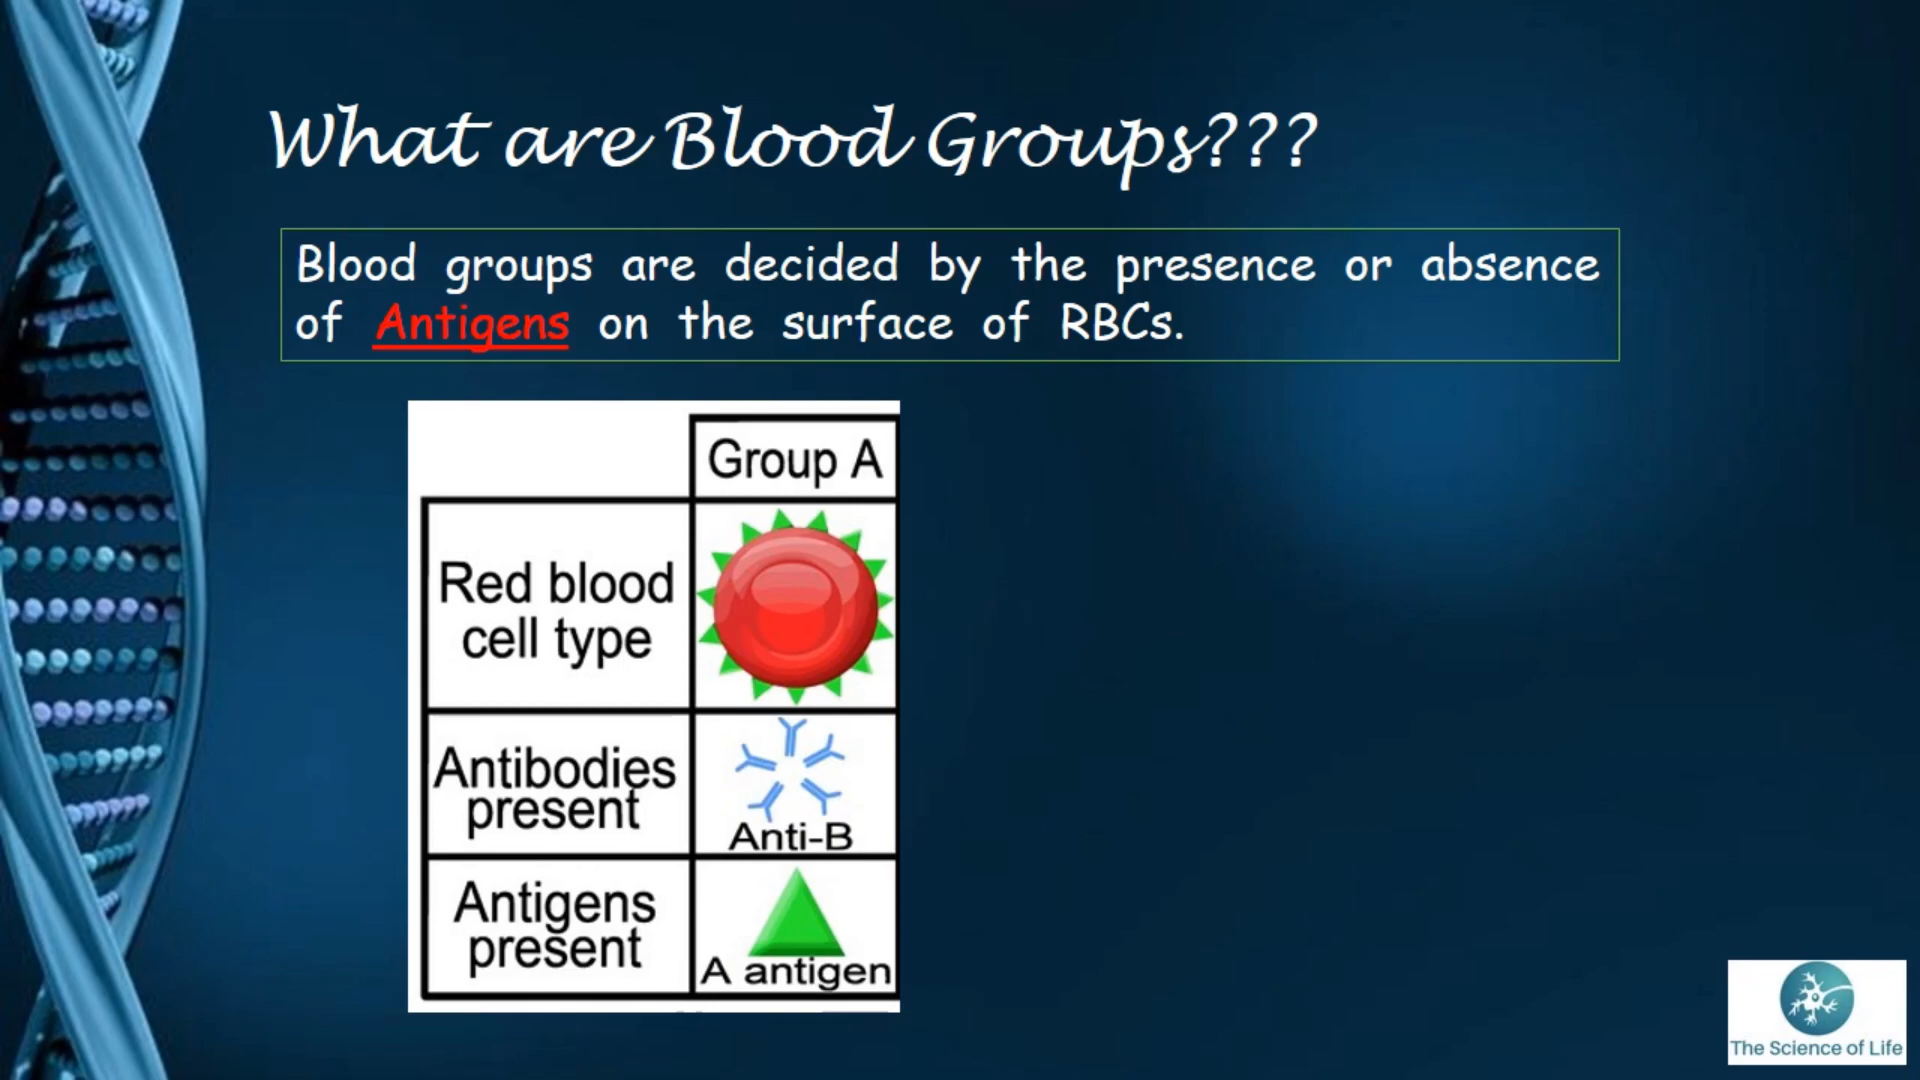 What are Blood Groups???
Blood groups are decided by the presence or absence
of Antigens on the surface of RBCs.
Group A
Red blood
cell type
Antibodies
present
Anti-B
Antigens
present
A antigen
The Science of Life